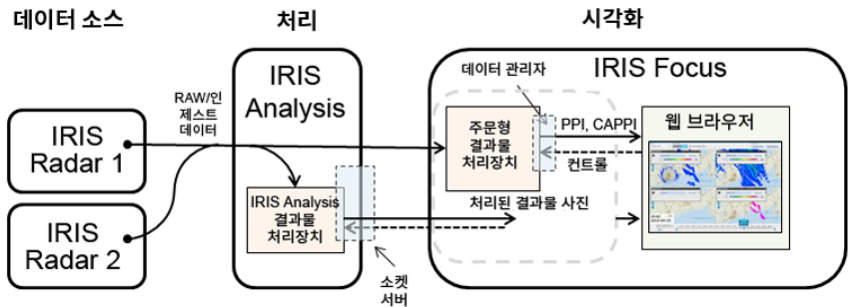 데이터 소스
처리
시각화
IRIS
Radar 1
IRIS
Radar 2
RAW/인
제스트
데이터
IRIS
Analysis
IRIS Analysis
결과물
처리장치
소켓
서버
IRIS Focus
데이터 관리자
주문형
결과물
처리장치
PPI, CAPPI
컨트롤
처리된 결과물 사진
웹 브라우저